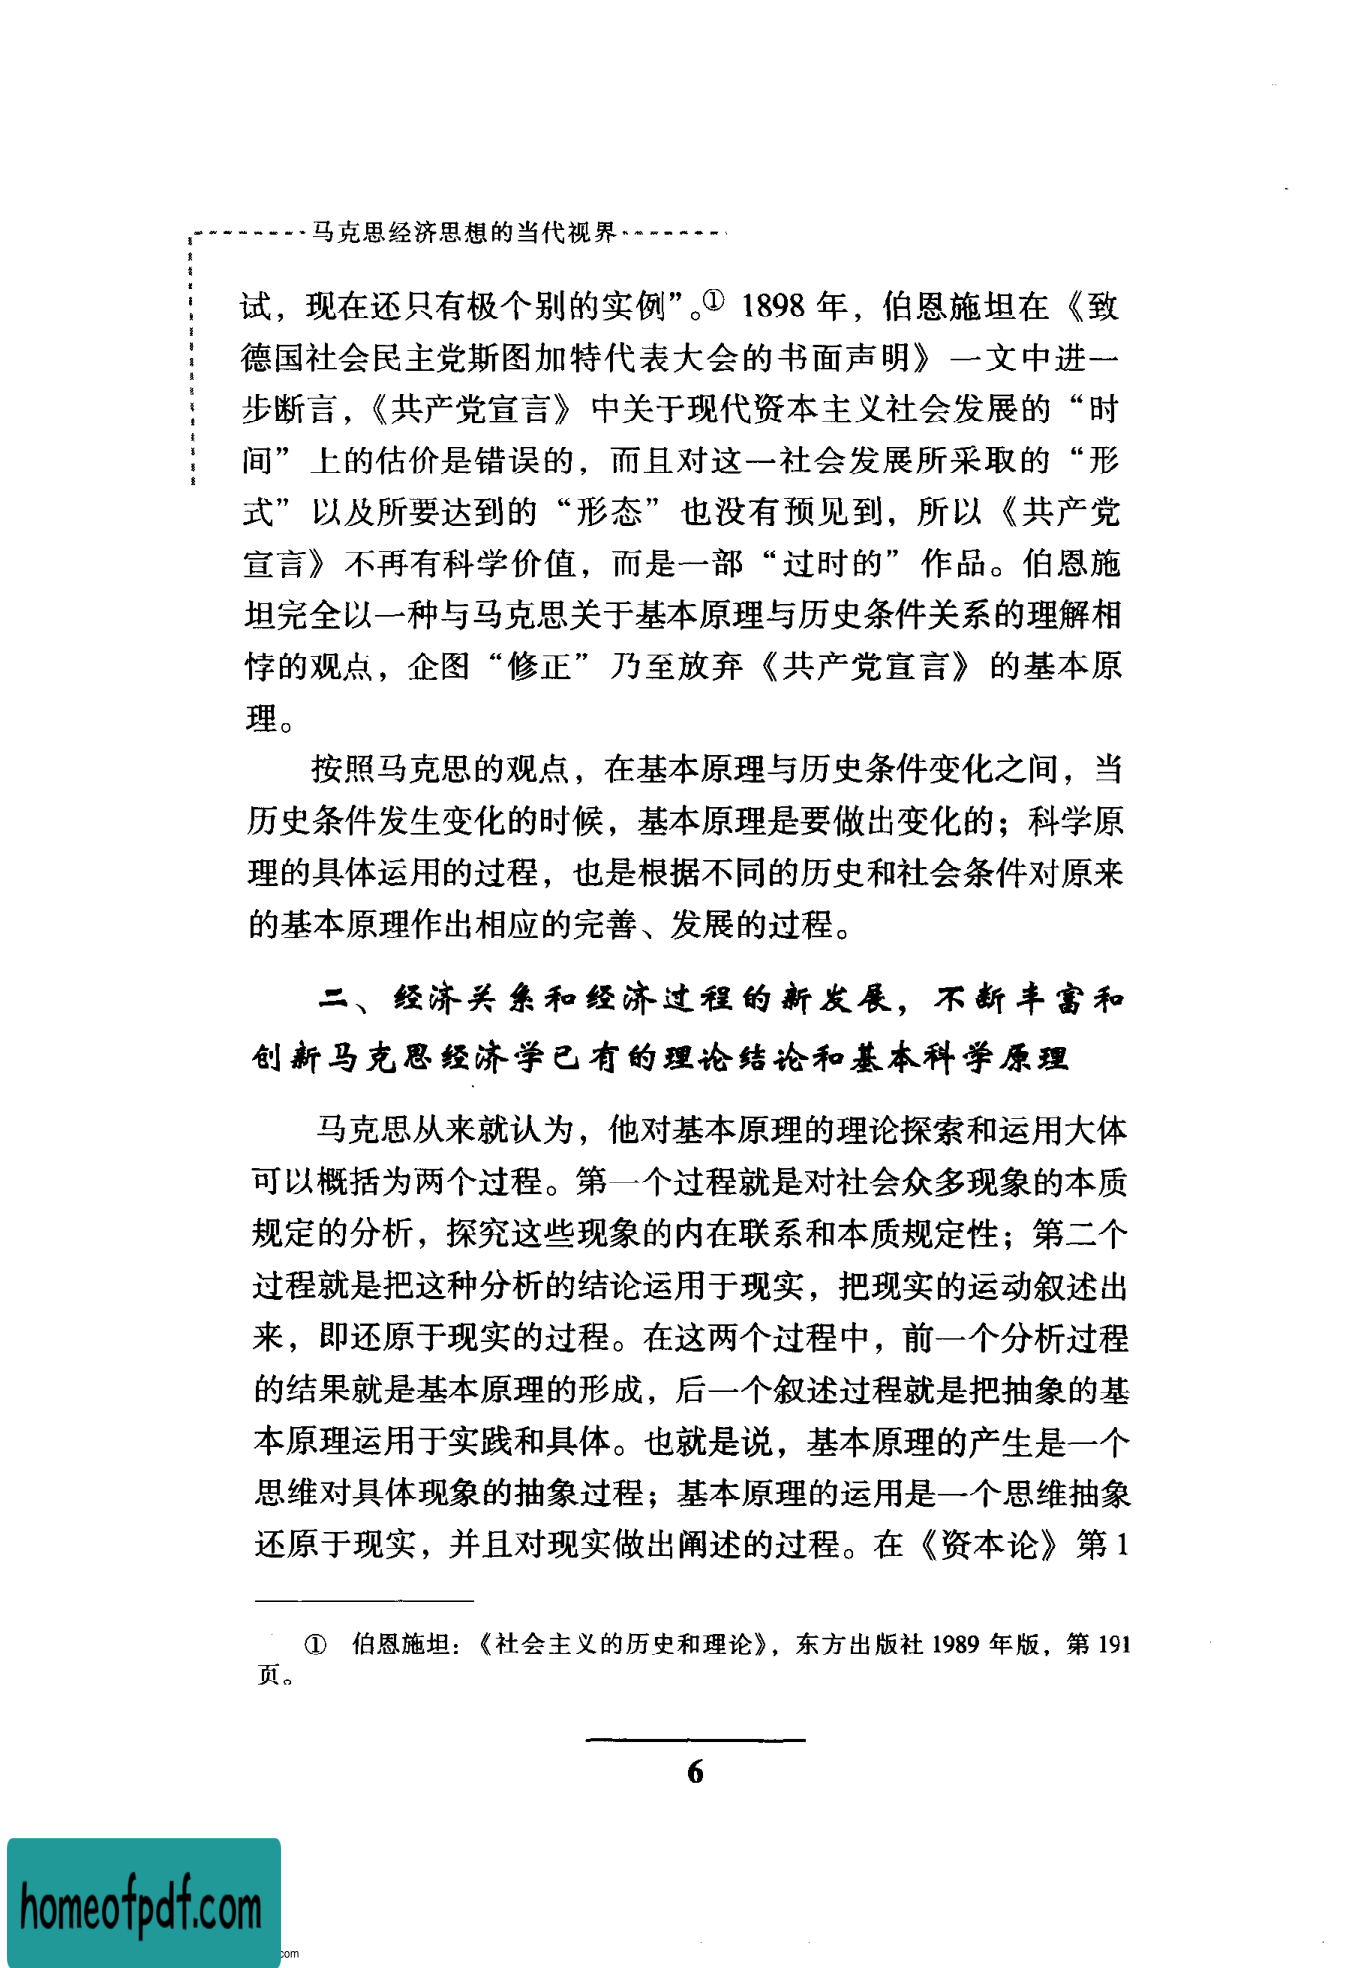 马克思经济思想的当代视界
试，现在还只有极个别的实例”。① 1898 年，伯恩施坦在《致
德国社会民主党斯图加特代表大会的书面声明》一文中进一
步断言，《共产党宣言》中关于现代资本主义社会发展的“时
间”上的估价是错误的，而且对这一社会发展所采取的“形
式”以及所要达到的“形态”也没有预见到，所以《共产党
宣言》不再有科学价值，而是一部“过时的”作品。伯恩施
坦完全以一种与马克思关于基本原理与历史条件关系的理解相
悖的观点，企图“修正”乃至放弃《共产党宣言》的基本原
理。
按照马克思的观点，在基本原理与历史条件变化之间，当
历史条件发生变化的时候，基本原理是要做出变化的；科学原
理的具体运用的过程，也是根据不同的历史和社会条件对原来
的基本原理作出相应的完善、发展的过程。
二、经济关系和经济过程的新发展，不断丰富和
创新马克思经济学已有的理论结论和基本科学原理
马克思从来就认为，他对基本原理的理论探索和运用大体
可以概括为两个过程。第一个过程就是对社会众多现象的本质
规定的分析，探究这些现象的内在联系和本质规定性；第二个
过程就是把这种分析的结论运用于现实，把现实的运动叙述出
来，即还原于现实的过程。在这两个过程中，前一个分析过程
的结果就是基本原理的形成，后一个叙述过程就是把抽象的基
本原理运用于实践和具体。也就是说，基本原理的产生是一个
思维对具体现象的抽象过程；基本原理的运用是一个思维抽象
还原于现实，并且对现实做出阐述的过程。在《资本论》第 1
① 伯恩施坦：《社会主义的历史和理论》，东方出版社 1989 年版，第 191
页。
6
homeofpdf.com
com